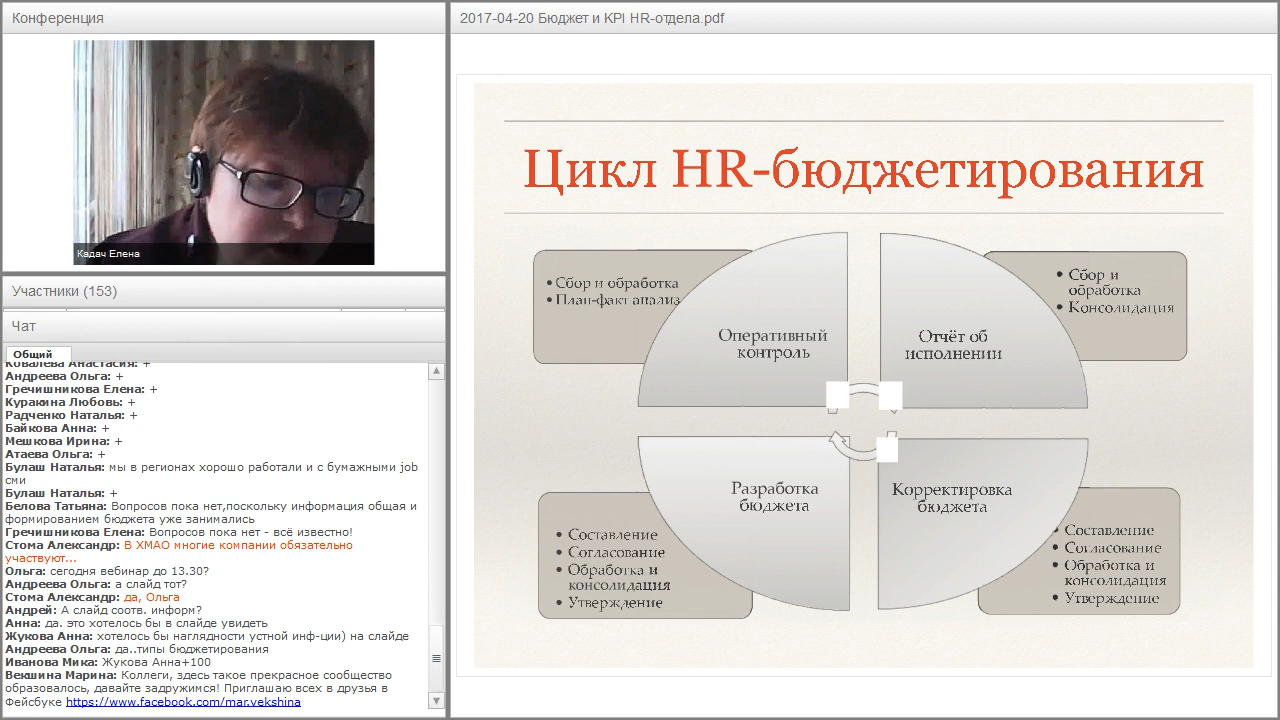 Конференция
Кадач Елена
Участники (153)
Чат
Общий
Ковалева Анастасия: +
Андреева Ольга: +
Гречишникова Елена: +
Куракина Любовь: +
Радченко Наталья: +
Байкова Анна: +
Мешкова Ирина: +
Атаева Ольга: +
Булаш Наталья: мы в регионах хорошо работали и с бумажными job
сми
Булаш Наталья: +
Белова Татьяна: Вопросов пока нет,поскольку информация общая и
формированием бюджета уже занимались
Гречишникова Елена: Вопросов пока нет - всё известно!
Стома Александр: В ХМАО многие компании обязательно
участвуют...
Ольга: сегодня вебинар до 13.30?
Андреева Ольга: а слайд тот?
Стома Александр: да, Ольга
Андрей: А слайд соотв. информ?
Анна: да. это хотелось бы в слайде увидеть
Жукова Анна: хотелось бы наглядности устной инф-ции) на слайде
Андреева Ольга: да..типы бюджетирования
Иванова Мика: Жукова Анна+100
Векшина Марина: Коллеги, здесь такое прекрасное сообщество
образовалось, давайте задружимся! Приглашаю всех в друзья в
Фейсбуке https://www.facebook.com/mar.vekshina
2017-04-20 Бюджет и KPI HR-отдела.pdf
Цикл HR-бюджетирования
• Сбор и обработка
• План-факт анализ
Оперативный
контроль
Отчёт об
исполнении
• Сбор и
обработка
• Консолидация
Разработка
бюджета
• Составление
• Согласование
• Обработка и
консолидация
• Утверждение
Корректировка
бюджета
• Составление
• Согласование
• Обработка и
консолидация
• Утверждение